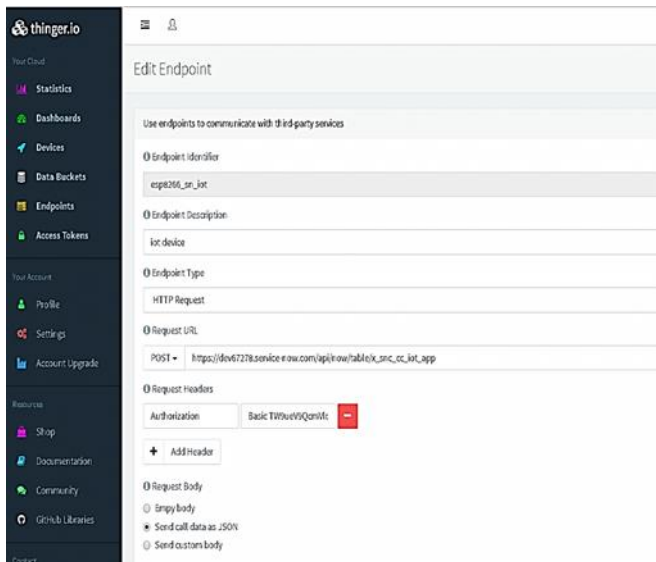 thinger.io
Your Cloud
Statistics
Dashboards
Devices
Data Buckets
Endpoints
Access Tokens
Your Account
Profile
Settings
Account Upgrade
Resources
Shop
Documentation
Community
GitHub Libraries
Contact
Edit Endpoint
Use endpoints to communicate with third-party services
Endpoint Identifier
esp8266_sn_iot
Endpoint Description
iot device
Endpoint Type
HTTP Request
Request URL
POST https://dev67278.service-now.com/api/now/table/x_snc_cc_iot_app
Request Headers
Authorization Basic
+ Add Header
Request Body
Empy body
Send call data as JSON
Send custom body